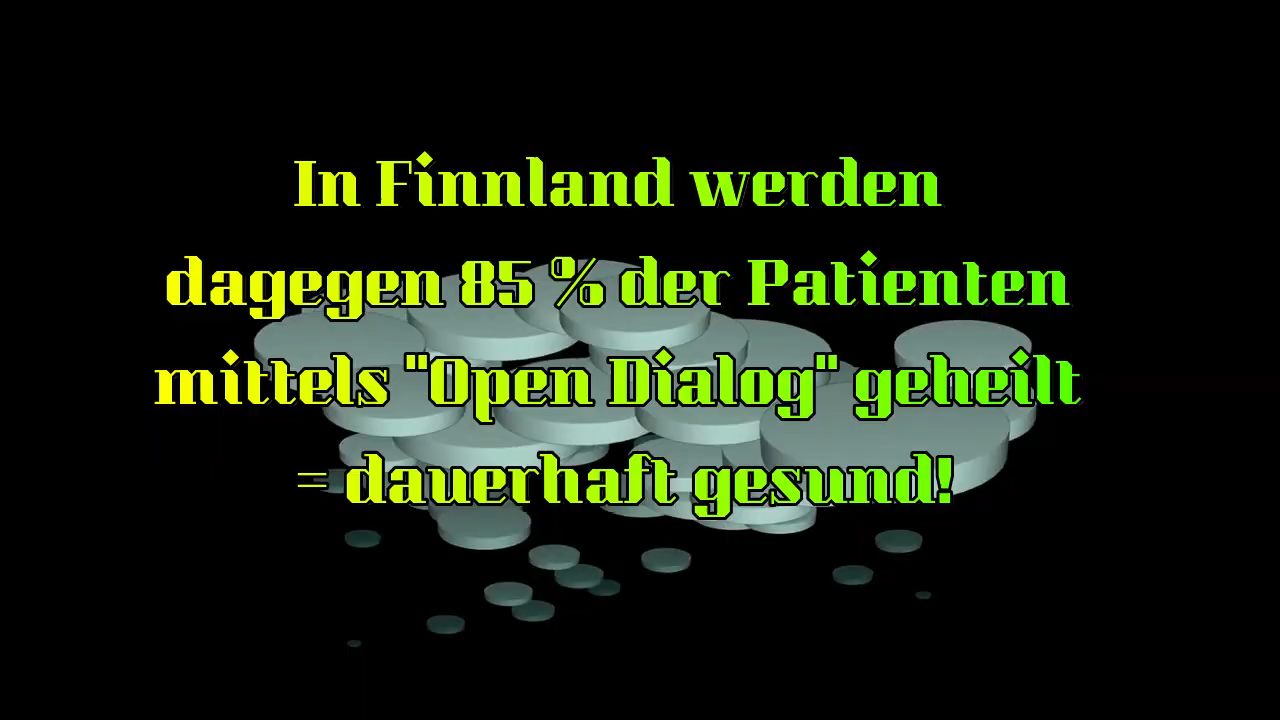 In Finnland werden
dagegen 85 % der Patienten
mittels "Open Dialog" geheilt
= dauerhaft gesund!